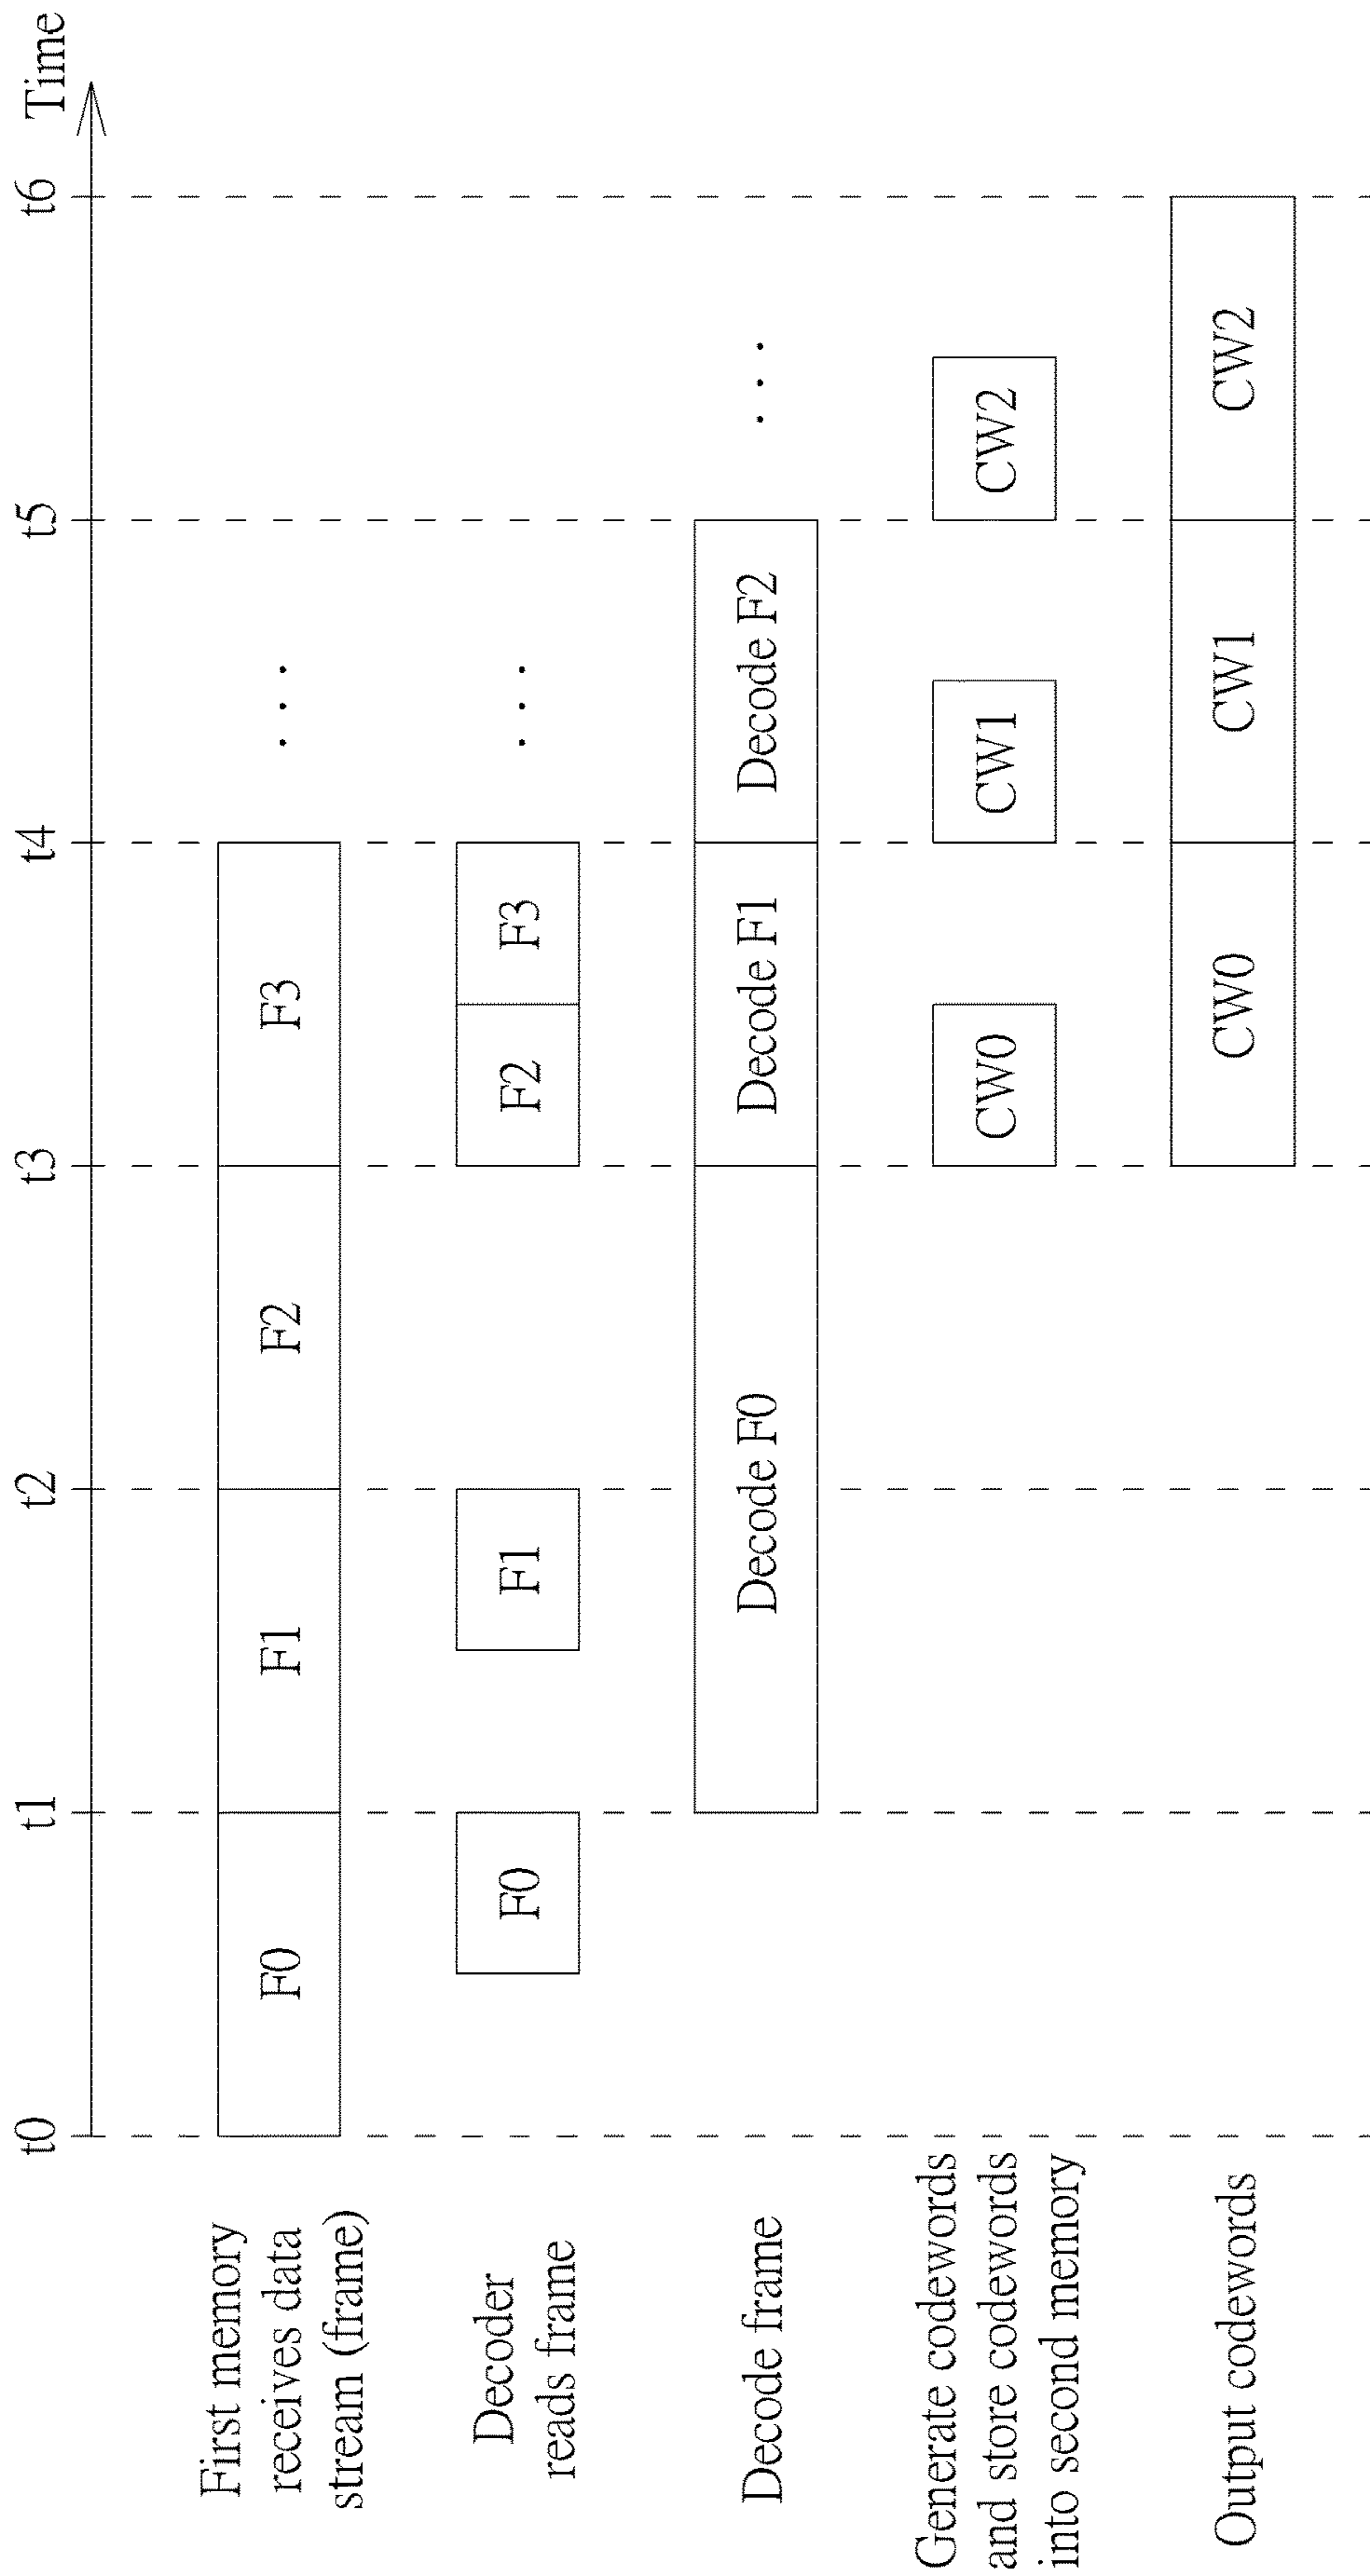 t0 t1 t2 t3 t4 t5 t6 Time
First memory
receives data
stream (frame)
F0 F1 F2 F3 . . .
Decoder
reads frame
F0 F1 F2 F3 . . .
Decode frame
Decode F0 Decode F1 Decode F2 . . .
Generate codewords
and store codewords
into second memory
CW0 CW1 CW2
Output codewords
CW0 CW1 CW2